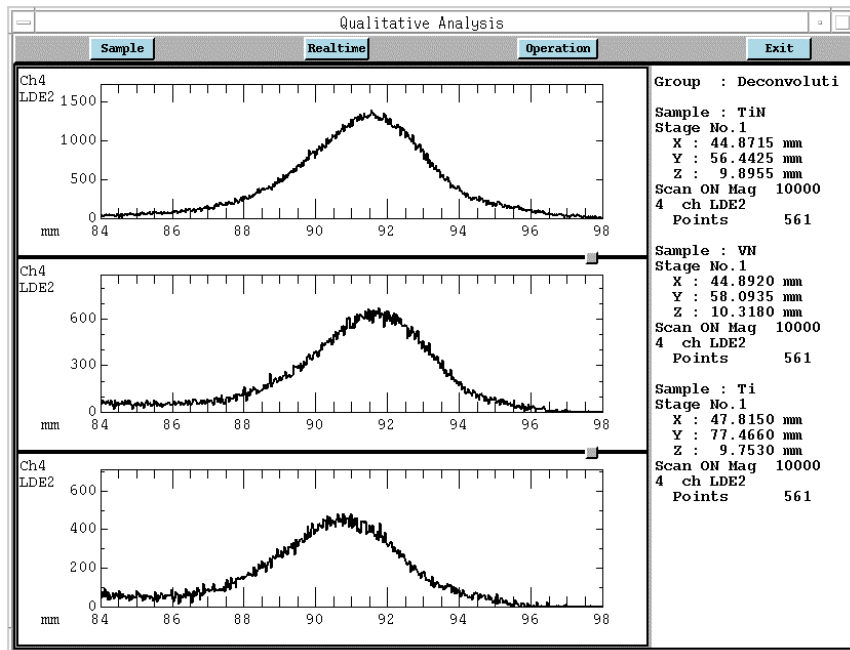 Qualitative Analysis
Sample Realtime Operation Exit
Ch4
LDE2
1500
1000
500
0
mm 84 86 88 90 92 94 96 98
Ch4
LDE2
600
300
0
mm 84 86 88 90 92 94 96 98
Ch4
LDE2
600
400
200
0
mm 84 86 88 90 92 94 96 98
Group : Deconvoluti
Sample : TiN
Stage No.1
X : 44.8715 mm
Y : 56.4425 mm
Z : 9.8955 mm
Scan ON Mag 10000
4 ch LDE2
Points 561
Sample : VN
Stage No.1
X : 44.8920 mm
Y : 58.0935 mm
Z : 10.3180 mm
Scan ON Mag 10000
4 ch LDE2
Points 561
Sample : Ti
Stage No.1
X : 47.8150 mm
Y : 77.4660 mm
Z : 9.7530 mm
Scan ON Mag 10000
4 ch LDE2
Points 561